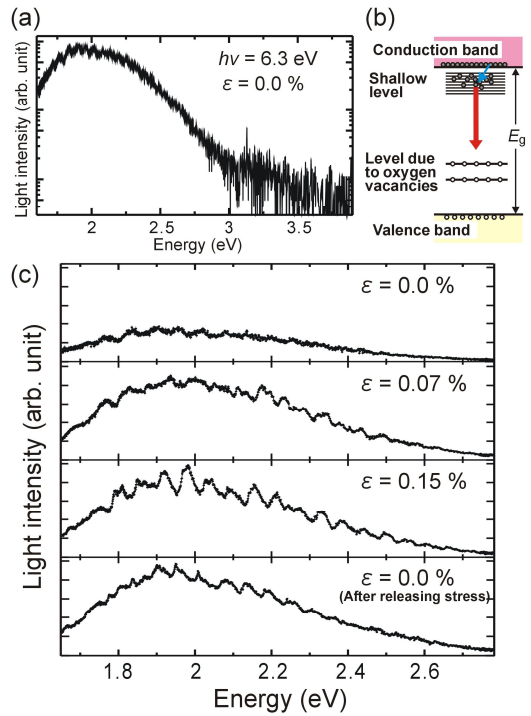 (a)
hν = 6.3 eV
ε = 0.0 %
Light intensity (arb. unit)
2 2.5 3 3.5
Energy (eV)
(b)
Conduction band
Shallow
level
Eg
Level due
to oxygen
vacancies
Valence band
(c)
ε = 0.0 %
ε = 0.07 %
ε = 0.15 %
ε = 0.0 %
(After releasing stress)
Light intensity (arb. unit)
1.8 2 2.2 2.4 2.6
Energy (eV)